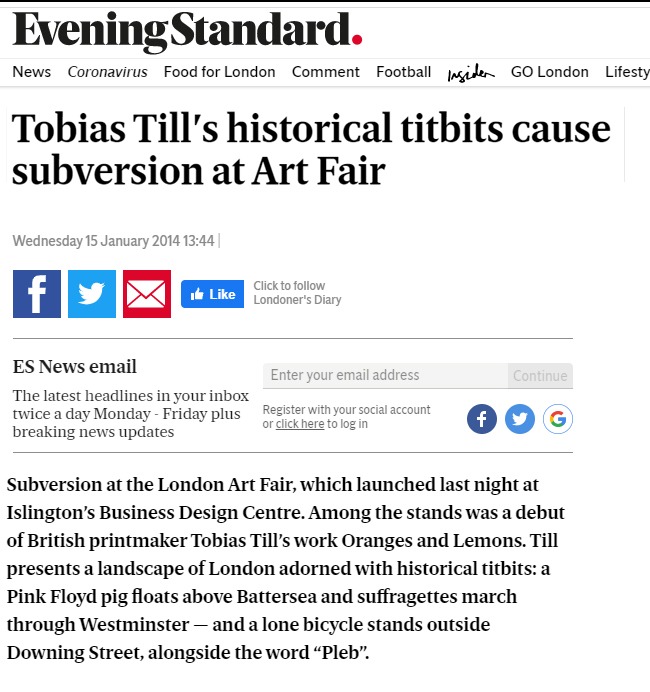 Evening Standard.
News Coronavirus Food for London Comment Football Insider GO London Lifesty
Tobias Till's historical titbits cause
subversion at Art Fair
Wednesday 15 January 2014 13:44
f
Like
Click to follow
Londoner's Diary
ES News email
The latest headlines in your inbox
twice a day Monday - Friday plus
breaking news updates
Enter your email address
Continue
Register with your social account
or click here to log in
f
G
Subversion at the London Art Fair, which launched last night at
Islington’s Business Design Centre. Among the stands was a debut
of British printmaker Tobias Till’s work Oranges and Lemons. Till
presents a landscape of London adorned with historical titbits: a
Pink Floyd pig floats above Battersea and suffragettes march
through Westminster — and a lone bicycle stands outside
Downing Street, alongside the word “Pleb”.